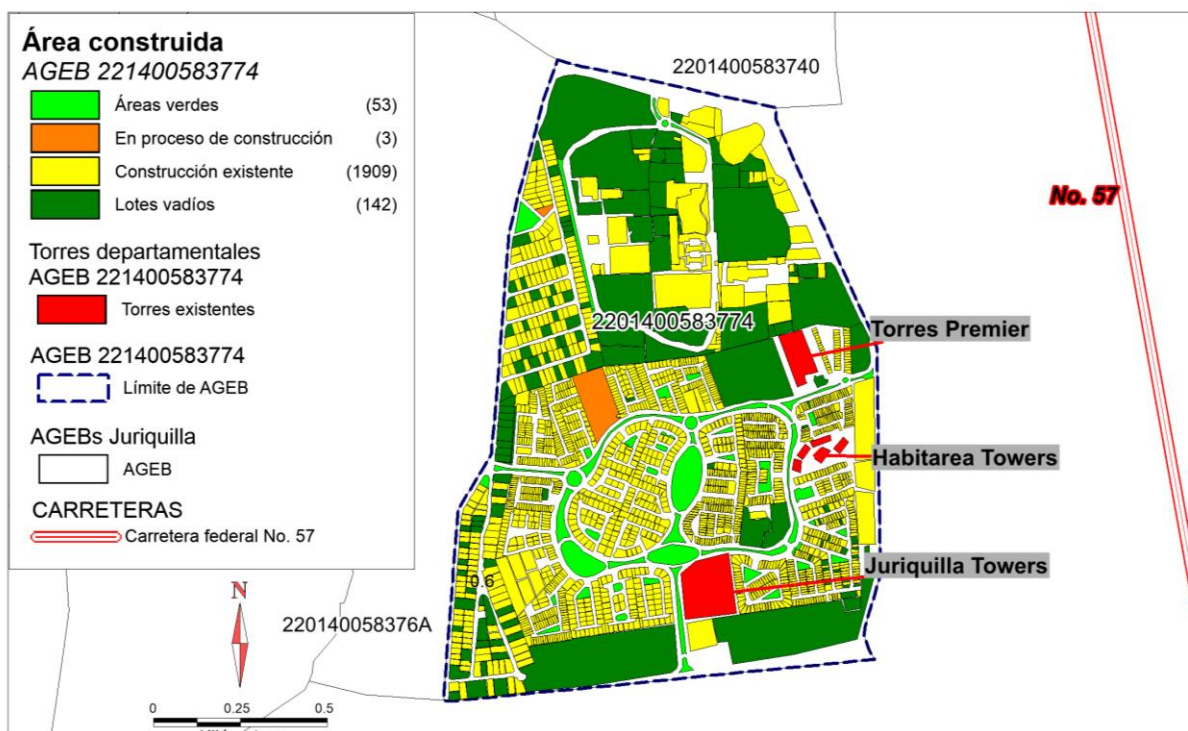 Área construida
AGEB 221400583774
Áreas verdes (53)
En proceso de construcción (3)
Construcción existente (1909)
Lotes vadíos (142)
Torres departamentales
AGEB 221400583774
Torres existentes
AGEB 221400583774
Límite de AGEB
AGEBs Juriquilla
AGEB
CARRETERAS
Carretera federal No. 57
2201400583740
No. 57
2201400583774
Torres Premier
Habitarea Towers
Juriquilla Towers
0.6
220140058376A
N
0 0.25 0.5